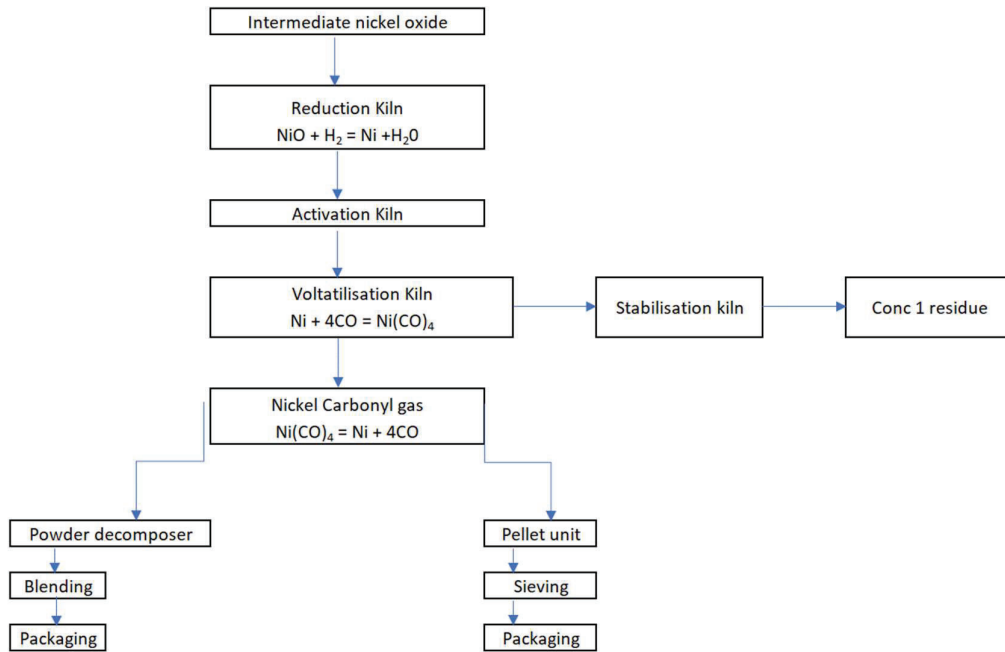 Intermediate nickel oxide
Reduction Kiln
NiO + H₂ = Ni +H₂0
Activation Kiln
Voltatilisation Kiln
Ni + 4CO = Ni(CO)₄
Stabilisation kiln
Conc 1 residue
Nickel Carbonyl gas
Ni(CO)₄ = Ni + 4CO
Powder decomposer
Pellet unit
Blending
Sieving
Packaging
Packaging